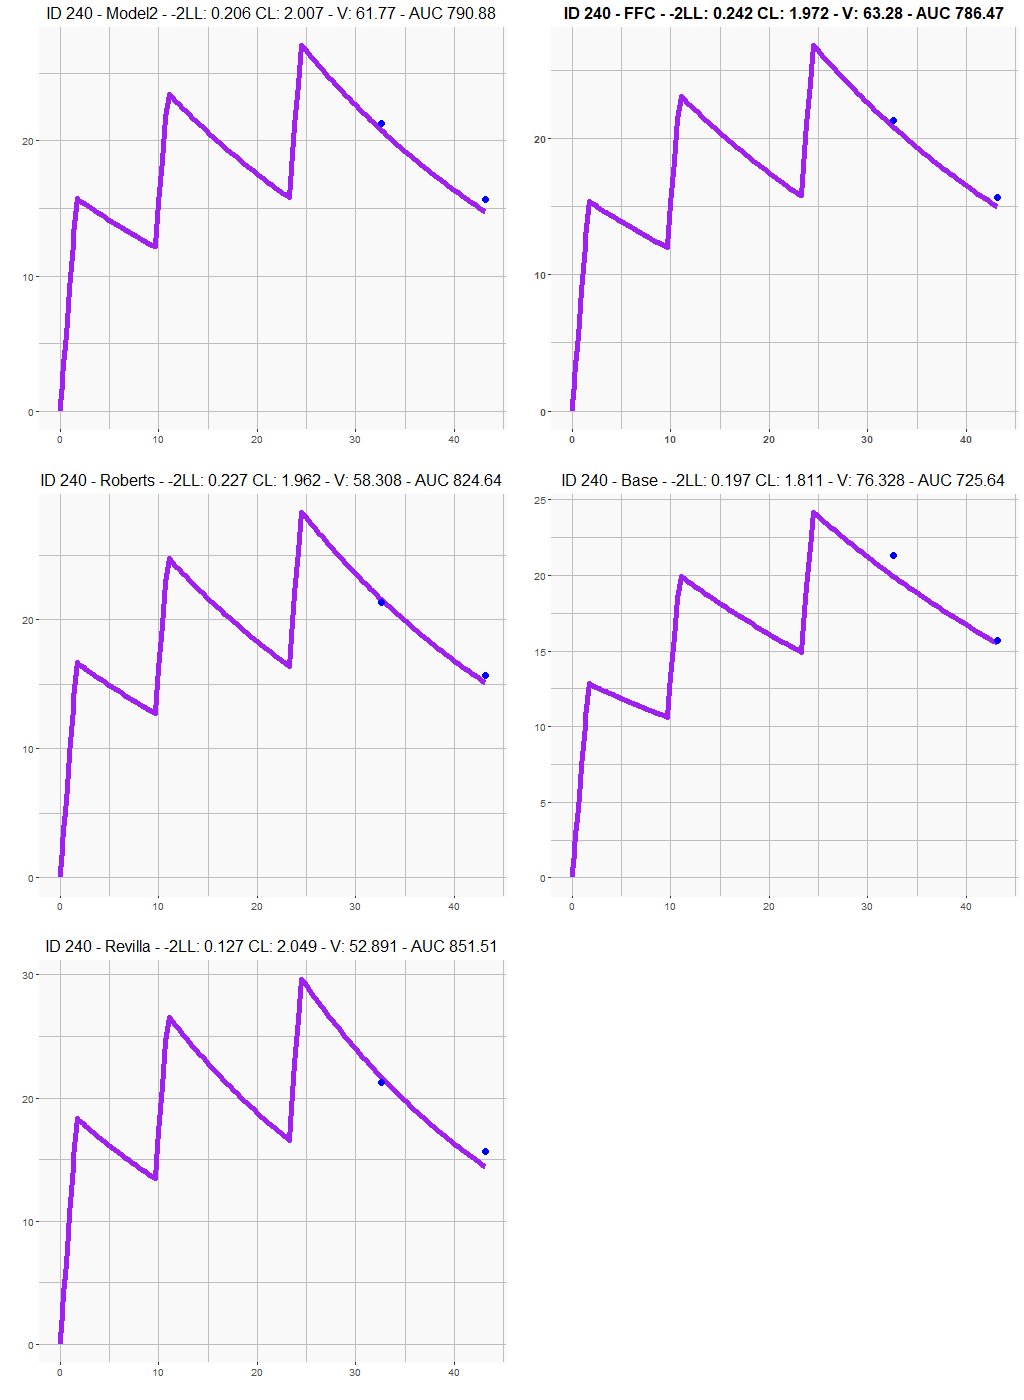 ID 240 - Model2 - -2LL: 0.206 CL: 2.007 - V: 61.77 - AUC 790.88
20
10
0
0 10 20 30 40
ID 240 - FFC - -2LL: 0.242 CL: 1.972 - V: 63.28 - AUC 786.47
20
10
0
0 10 20 30 40
ID 240 - Roberts - -2LL: 0.227 CL: 1.962 - V: 58.308 - AUC 824.64
20
10
0
0 10 20 30 40
ID 240 - Base - -2LL: 0.197 CL: 1.811 - V: 76.328 - AUC 725.64
25
20
15
10
5
0
0 10 20 30 40
ID 240 - Revilla - -2LL: 0.127 CL: 2.049 - V: 52.891 - AUC 851.51
30
20
10
0
0 10 20 30 40